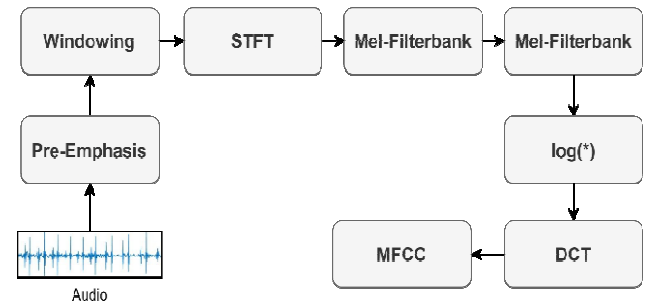 Windowing
STFT
Mel-Filterbank
Mel-Filterbank
Pre-Emphasis
log(*)
MFCC
DCT
Audio